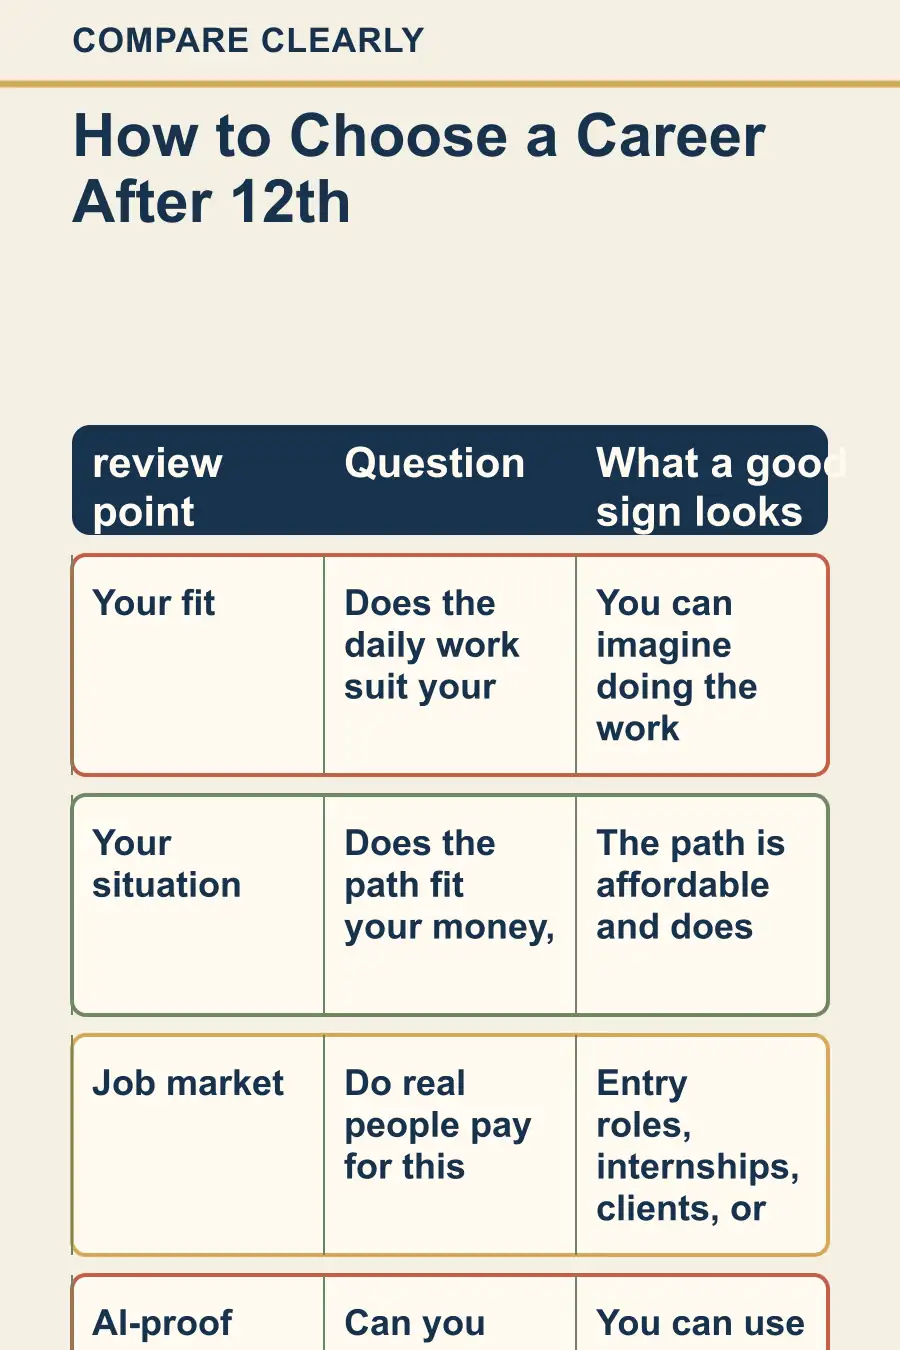 COMPARE CLEARLY
How to Choose a Career
After 12th
review
point
Question
What a good
sign looks
Your fit
Does the
daily work
suit your
You can
imagine
doing the
work
Your
situation
Does the
path fit
your money,
The path is
affordable
and does
Job market
Do real
people pay
for this
Entry
roles,
internships,
clients, or
AI-proof
Can you
You can use